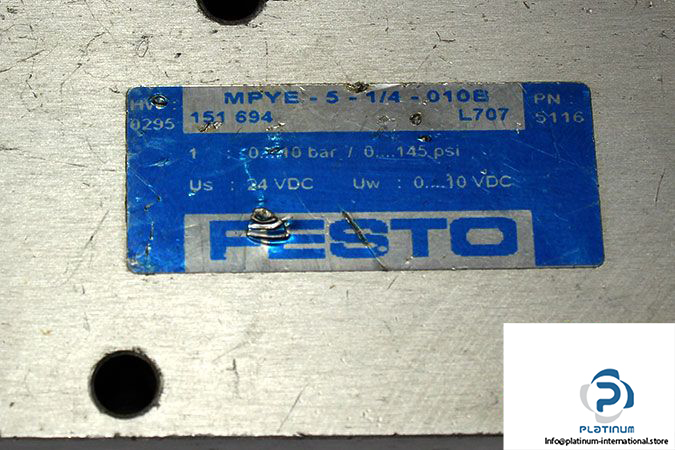 MPYE - 5 - 1/4 - 010B
HV : 151 694 L707 PN :
0295 5116
1 : 0....10 bar / 0....145 psi
Us : 24 VDC Uw : 0....10 VDC
FESTO
PLATINUM
Info@platinum-international.store